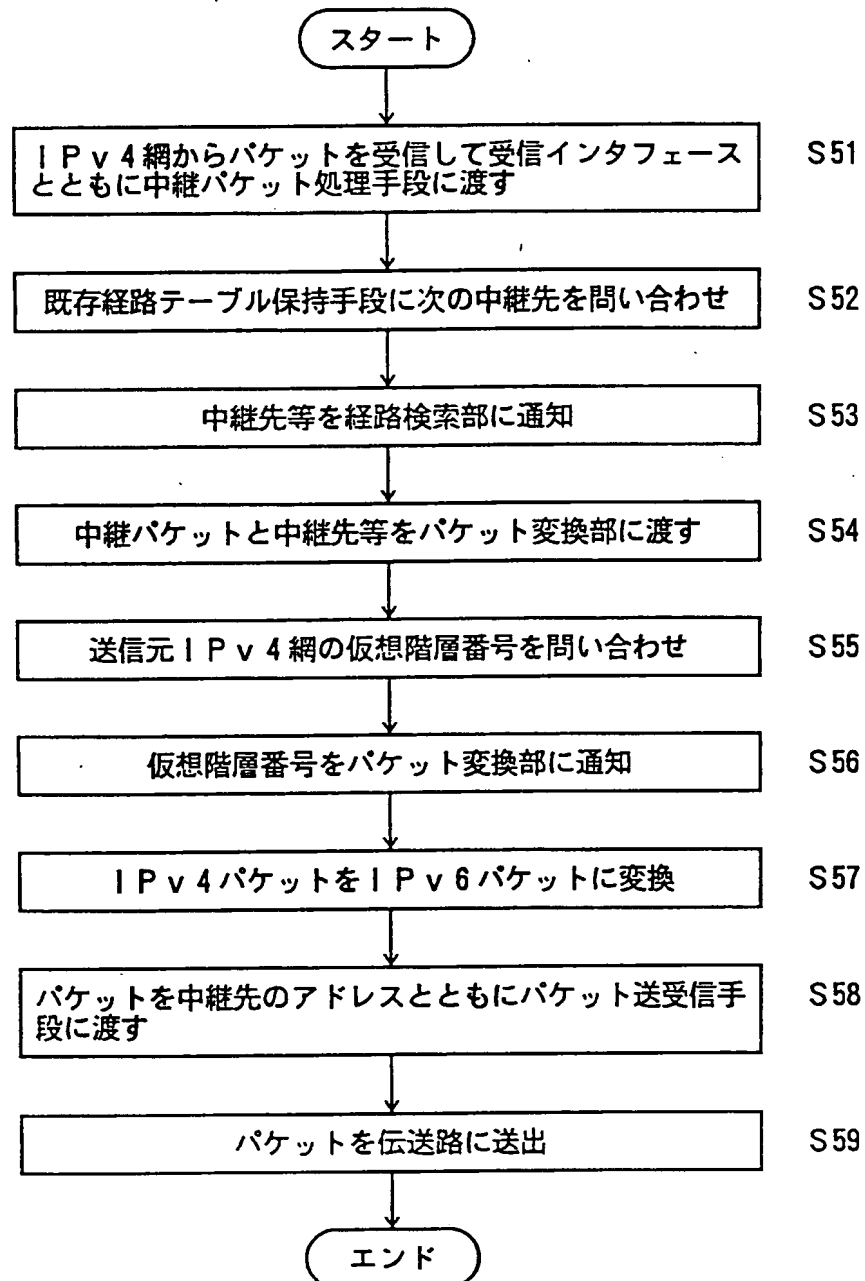 スタート
IPv4網からパケットを受信して受信インタフェース
とともに中継パケット処理手段に渡す
S51
既存経路テーブル保持手段に次の中継先を問い合わせ
S52
中継先等を経路検索部に通知
S53
中継パケットと中継先等をパケット変換部に渡す
S54
送信元IPv4網の仮想階層番号を問い合わせ
S55
仮想階層番号をパケット変換部に通知
S56
IPv4パケットをIPv6パケットに変換
S57
パケットを中継先のアドレスとともにパケット送受信手
段に渡す
S58
パケットを伝送路に送出
S59
エンド